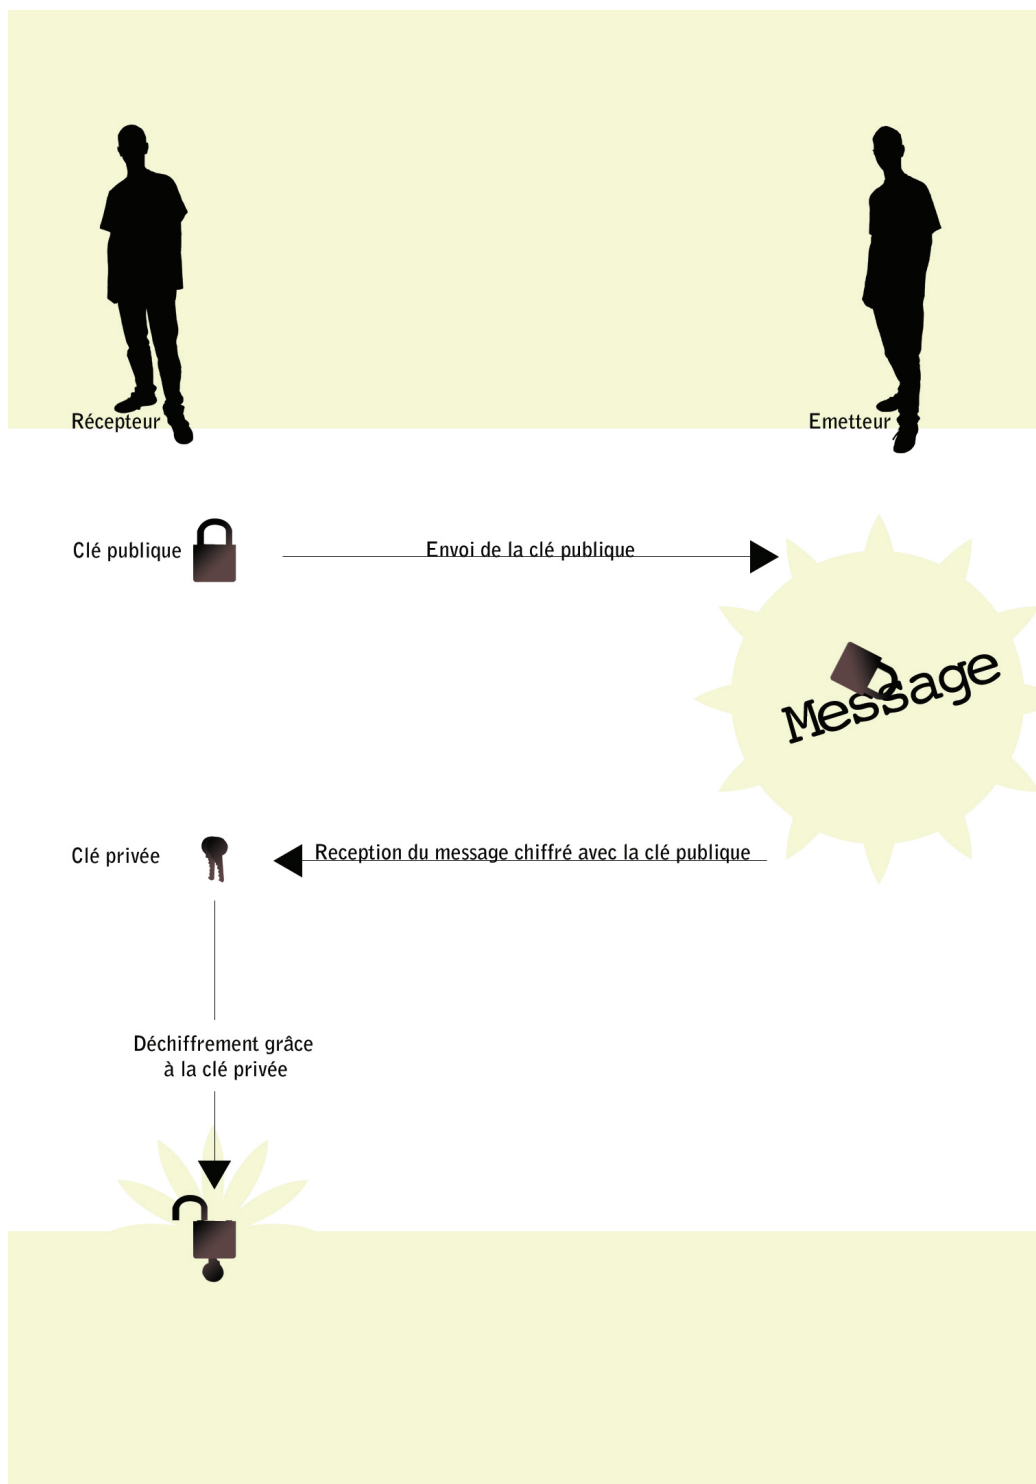 Récepteur
Emetteur
Clé publique
Envoi de la clé publique
Message
Clé privée
Reception du message chiffré avec la clé publique
Déchiffrement grâce
à la clé privée